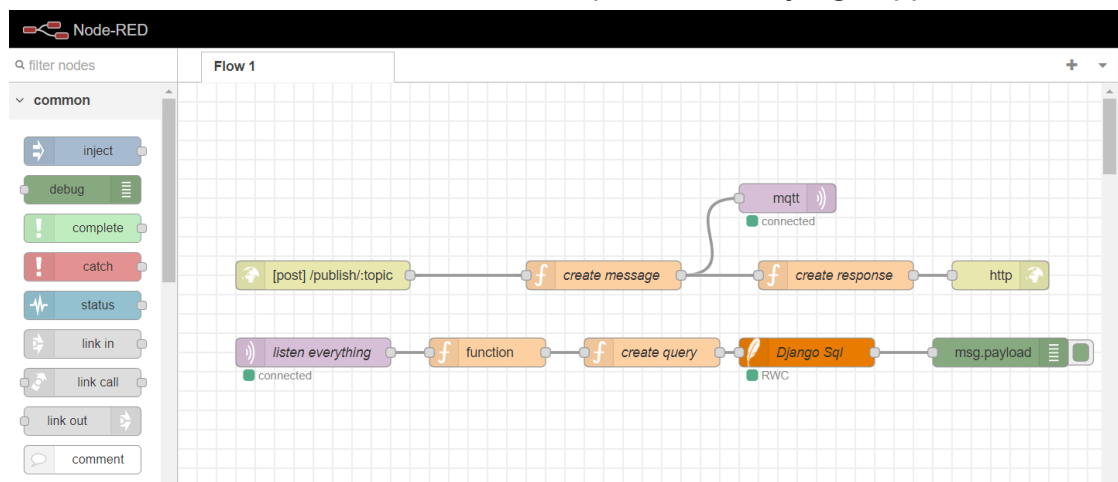 Node-RED
filter nodes
Flow 1
common
inject
debug
complete
catch
status
link in
link call
link out
comment
mqtt
connected
[post] /publish/:topic
create message
create response
http
listen everything
connected
function
create query
Django Sql
RWC
msg.payload